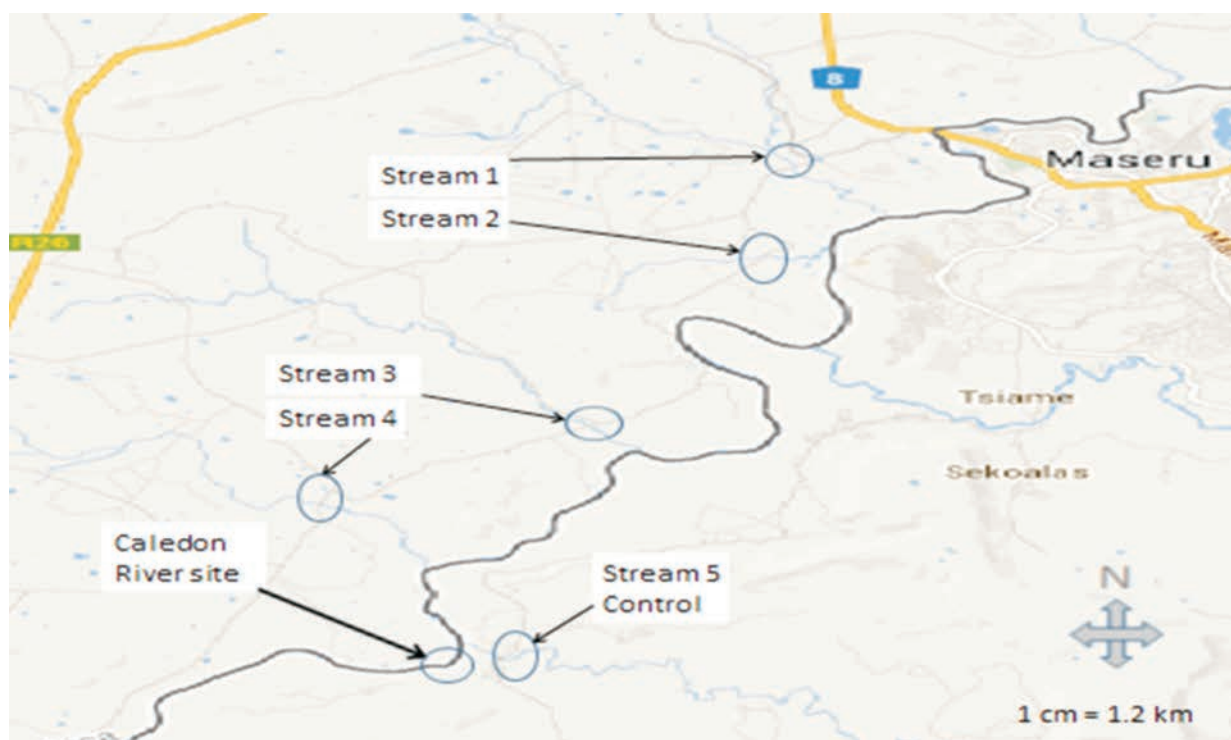 8
Maseru
Stream 1
Stream 2
R26
Stream 3
Stream 4
Tsiame
Sekoalas
Caledon
River site
Stream 5
Control
N
1 cm = 1.2 km